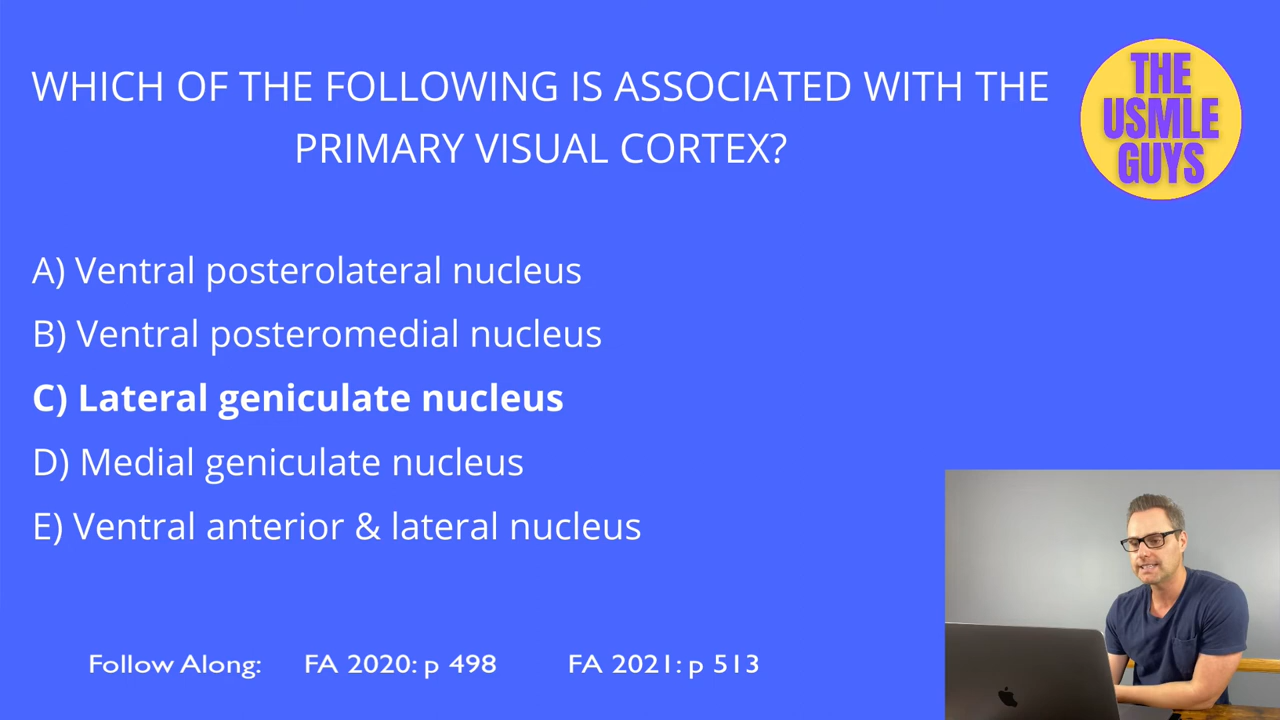 WHICH OF THE FOLLOWING IS ASSOCIATED WITH THE
PRIMARY VISUAL CORTEX?
THE
USMLE
GUYS
A) Ventral posterolateral nucleus
B) Ventral posteromedial nucleus
C) Lateral geniculate nucleus
D) Medial geniculate nucleus
E) Ventral anterior & lateral nucleus
Follow Along: FA 2020: p 498 FA 2021: p 513